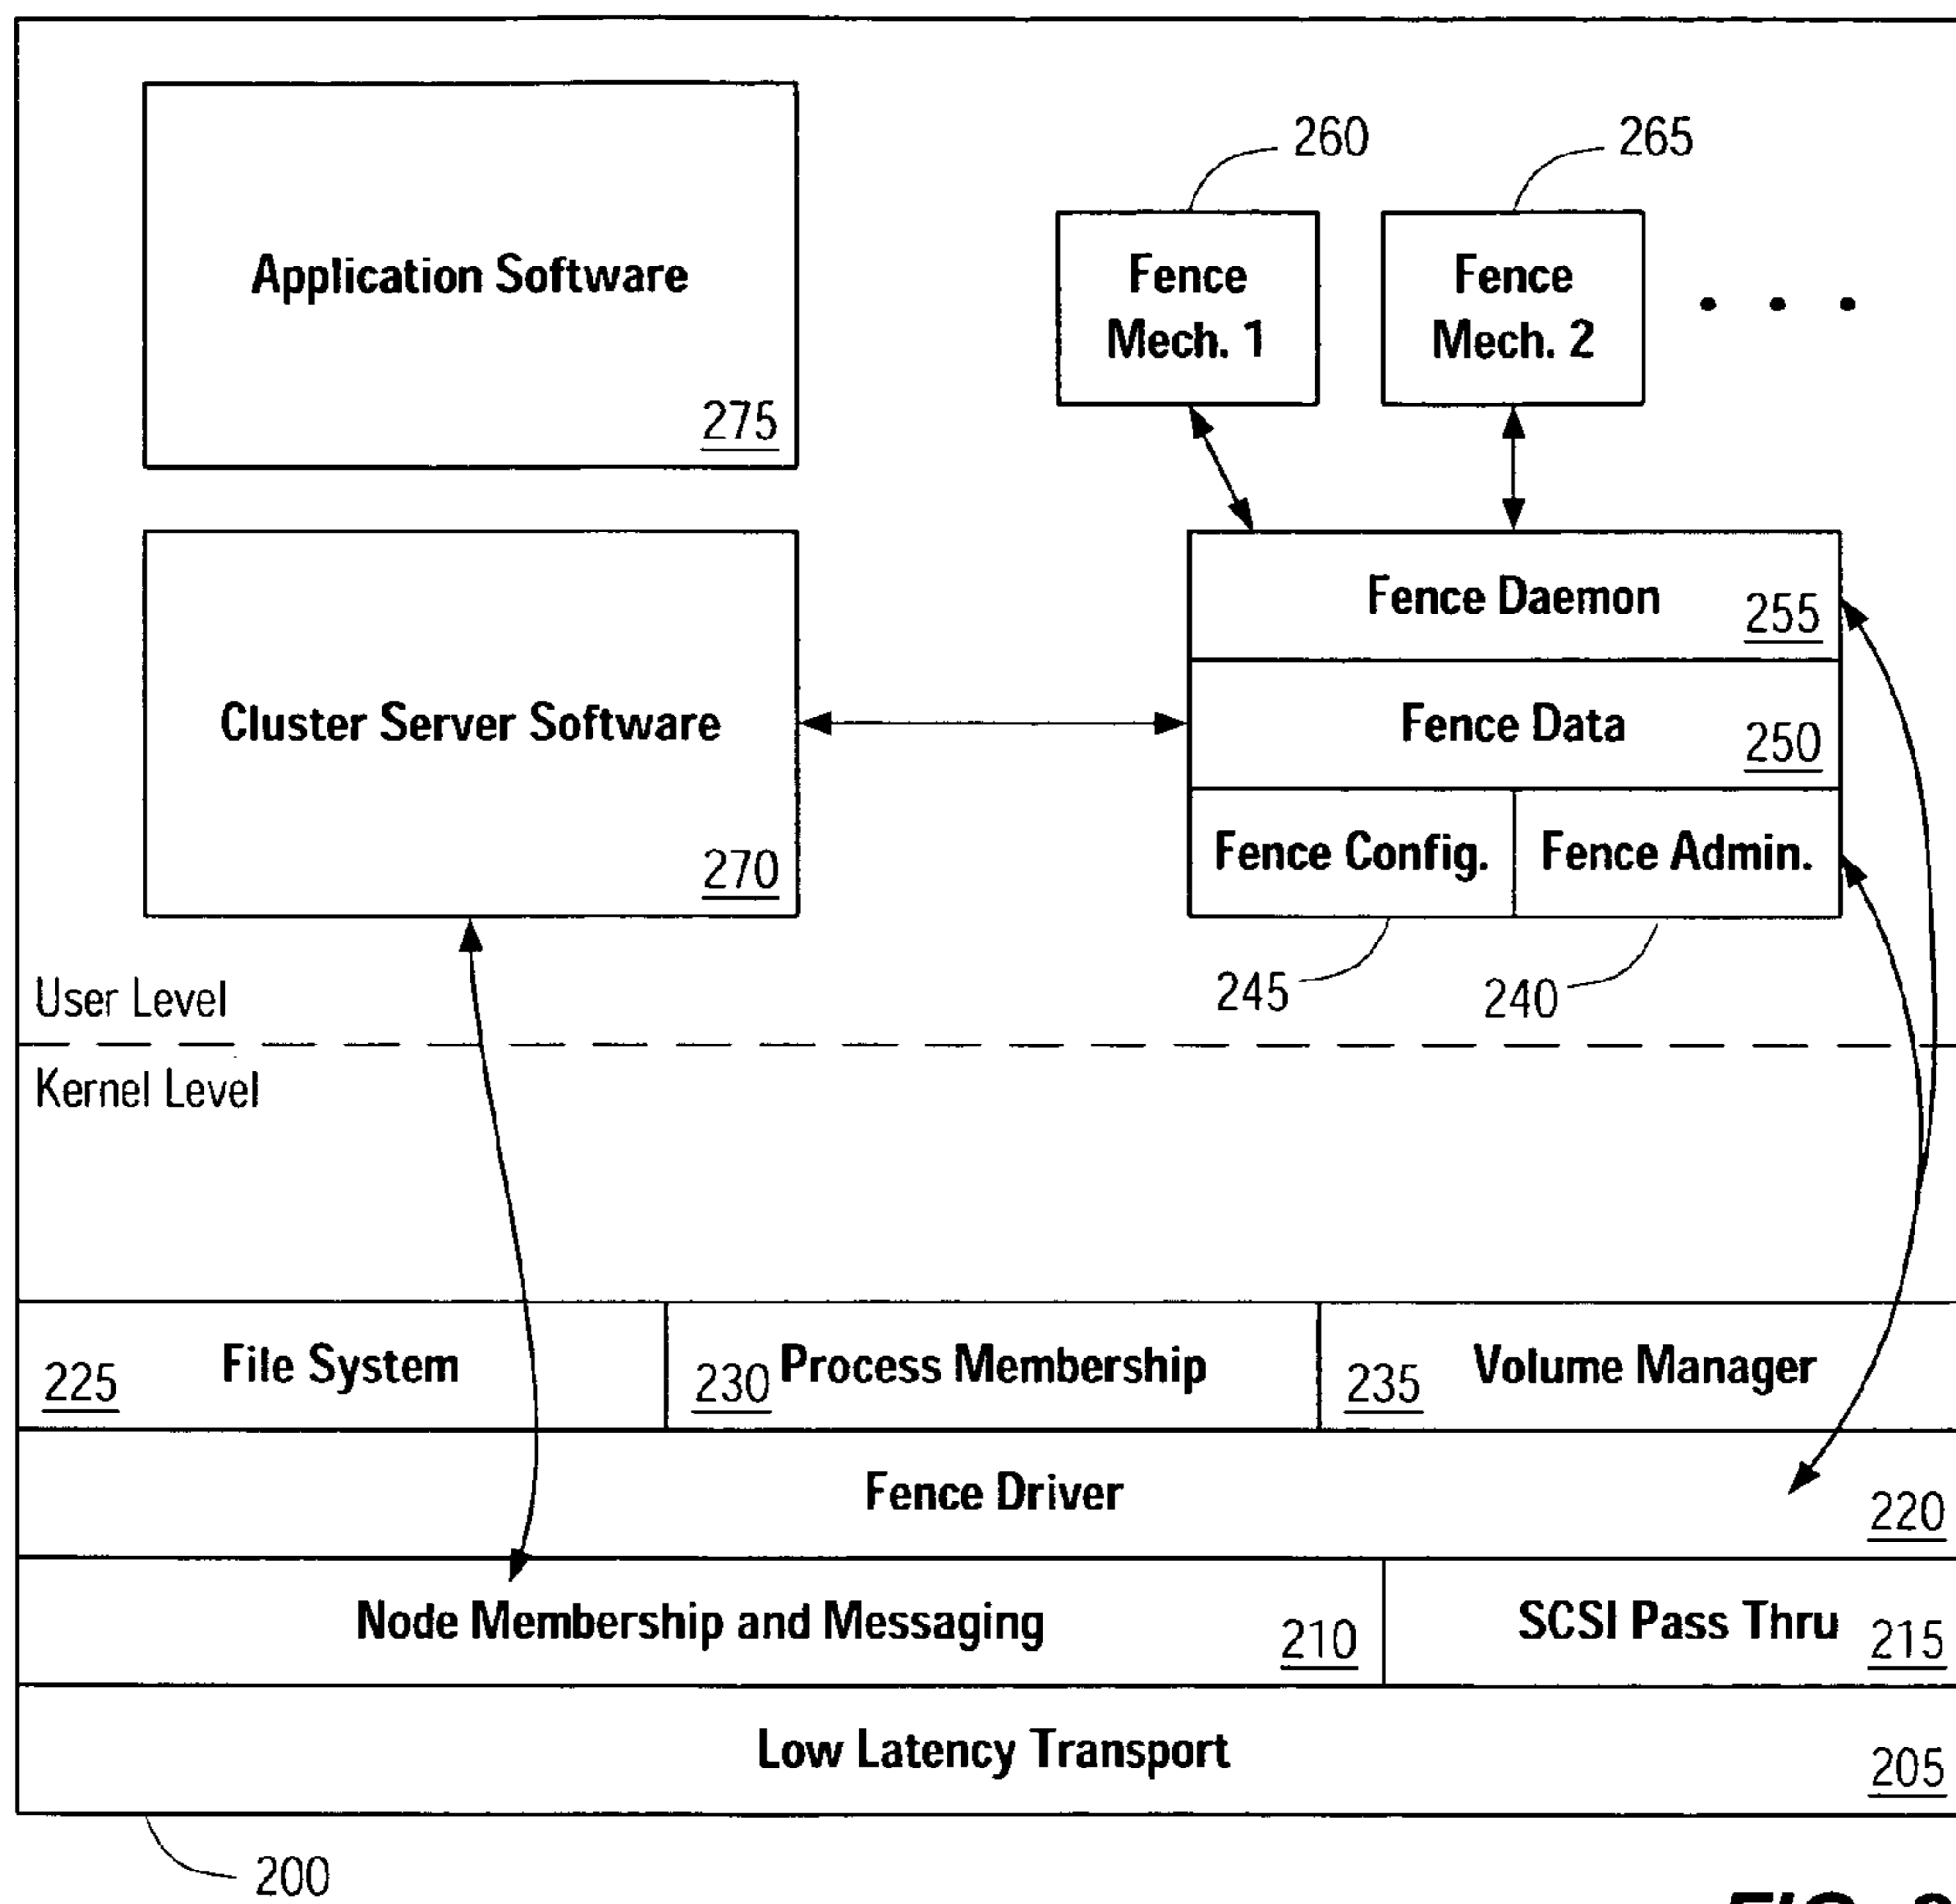 260
265
Application Software
275
Fence
Mech. 1
Fence
Mech. 2
Fence Daemon
255
Cluster Server Software
270
Fence Data
250
Fence Config.
Fence Admin.
245
240
User Level
Kernel Level
225
File System
230
Process Membership
235
Volume Manager
Fence Driver
220
Node Membership and Messaging
210
SCSI Pass Thru
215
Low Latency Transport
205
200